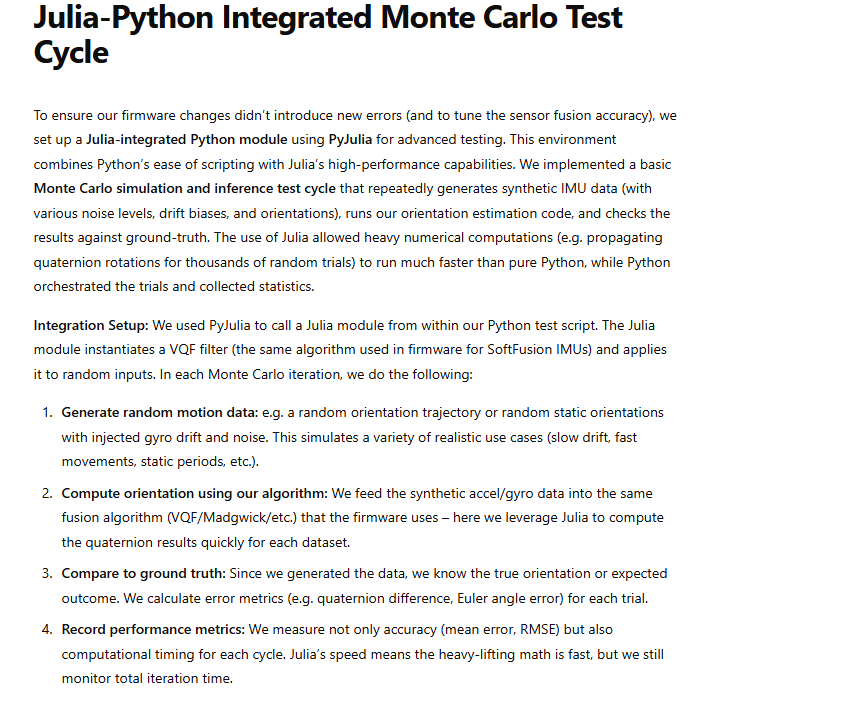 Julia-Python Integrated Monte Carlo Test
Cycle
To ensure our firmware changes didn't introduce new errors (and to tune the sensor fusion accuracy), we
set up a Julia-integrated Python module using PyJulia for advanced testing. This environment
combines Python's ease of scripting with Julia's high-performance capabilities. We implemented a basic
Monte Carlo simulation and inference test cycle that repeatedly generates synthetic IMU data (with
various noise levels, drift biases, and orientations), runs our orientation estimation code, and checks the
results against ground-truth. The use of Julia allowed heavy numerical computations (e.g. propagating
quaternion rotations for thousands of random trials) to run much faster than pure Python, while Python
orchestrated the trials and collected statistics.
Integration Setup: We used PyJulia to call a Julia module from within our Python test script. The Julia
module instantiates a VQF filter (the same algorithm used in firmware for SoftFusion IMUs) and applies
it to random inputs. In each Monte Carlo iteration, we do the following:
1. Generate random motion data: e.g. a random orientation trajectory or random static orientations
with injected gyro drift and noise. This simulates a variety of realistic use cases (slow drift, fast
movements, static periods, etc.).
2. Compute orientation using our algorithm: We feed the synthetic accel/gyro data into the same
fusion algorithm (VQF/Madgwick/etc.) that the firmware uses – here we leverage Julia to compute
the quaternion results quickly for each dataset.
3. Compare to ground truth: Since we generated the data, we know the true orientation or expected
outcome. We calculate error metrics (e.g. quaternion difference, Euler angle error) for each trial.
4. Record performance metrics: We measure not only accuracy (mean error, RMSE) but also
computational timing for each cycle. Julia's speed means the heavy-lifting math is fast, but we still
monitor total iteration time.